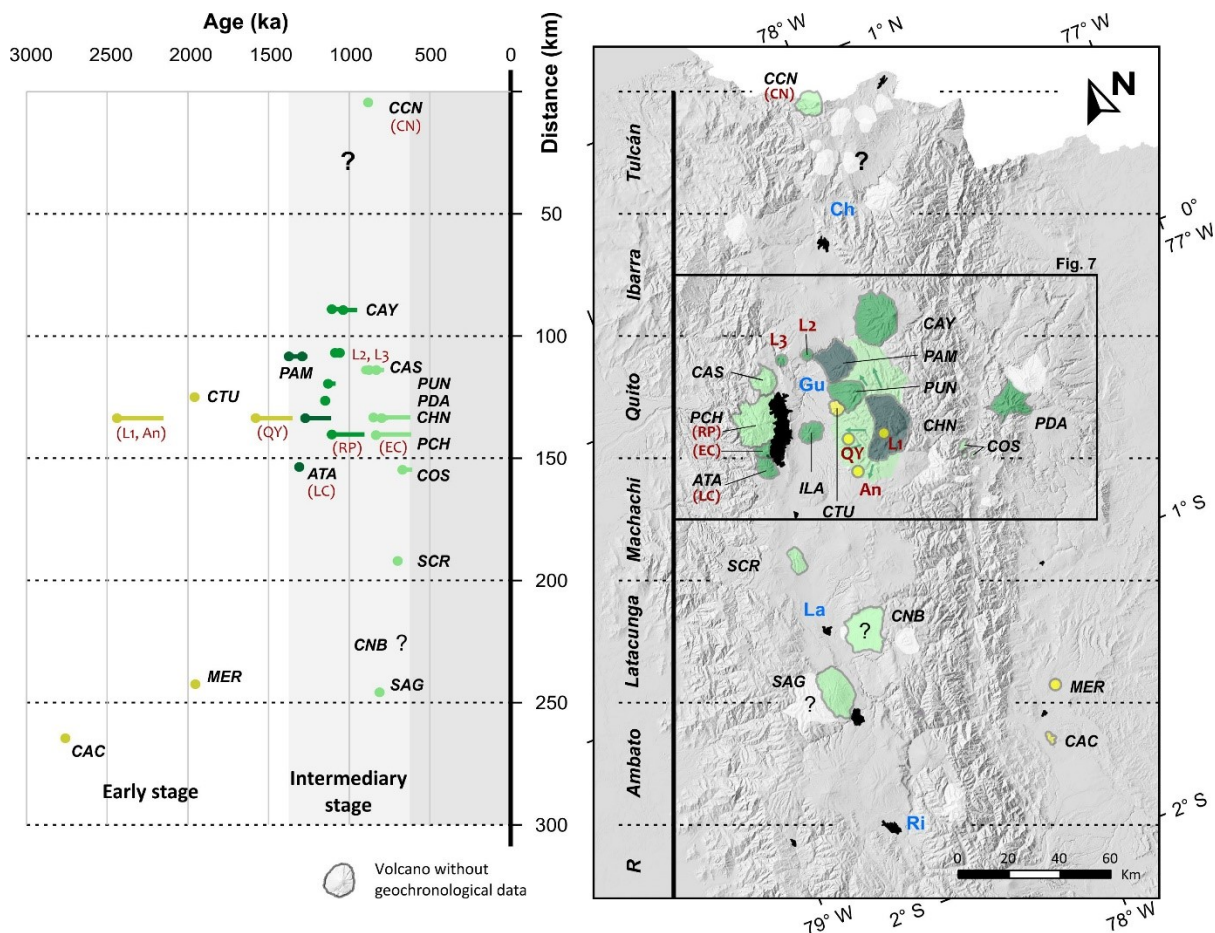 Age (ka)
3000
2000
1500
1000
500
0
Distance (km)
50
100
150
200
250
300
CCN
(CN)
?
CAY
L2, L3
CAS
PAM
PUN
PDA
CTU
CHN
(L1, An)
(QY)
(RP)
(EC)
PCH
ATA
(LC)
COS
SCR
CNB ?
MER
SAG
CAC
Early stage
Intermediary
stage
Volcano without
geochronological data
78° W
1° N
77° W
CCN
(CN)
N
Tulcán
?
Ch
0°
77° W
Fig. 7
Ibarra
CAY
L3
L2
PAM
CAS
Gu
PUN
Quito
PCH
(RP)
(EC)
CHN
PDA
QY
L1
COS
ATA
(LC)
ILA
An
CTU
1° S
Machachi
SCR
La
CNB
?
Latacunga
SAG
?
MER
CAC
Ambato
Ri
2° S
R
0
20
40
60
Km
79° W
2° S
78° W